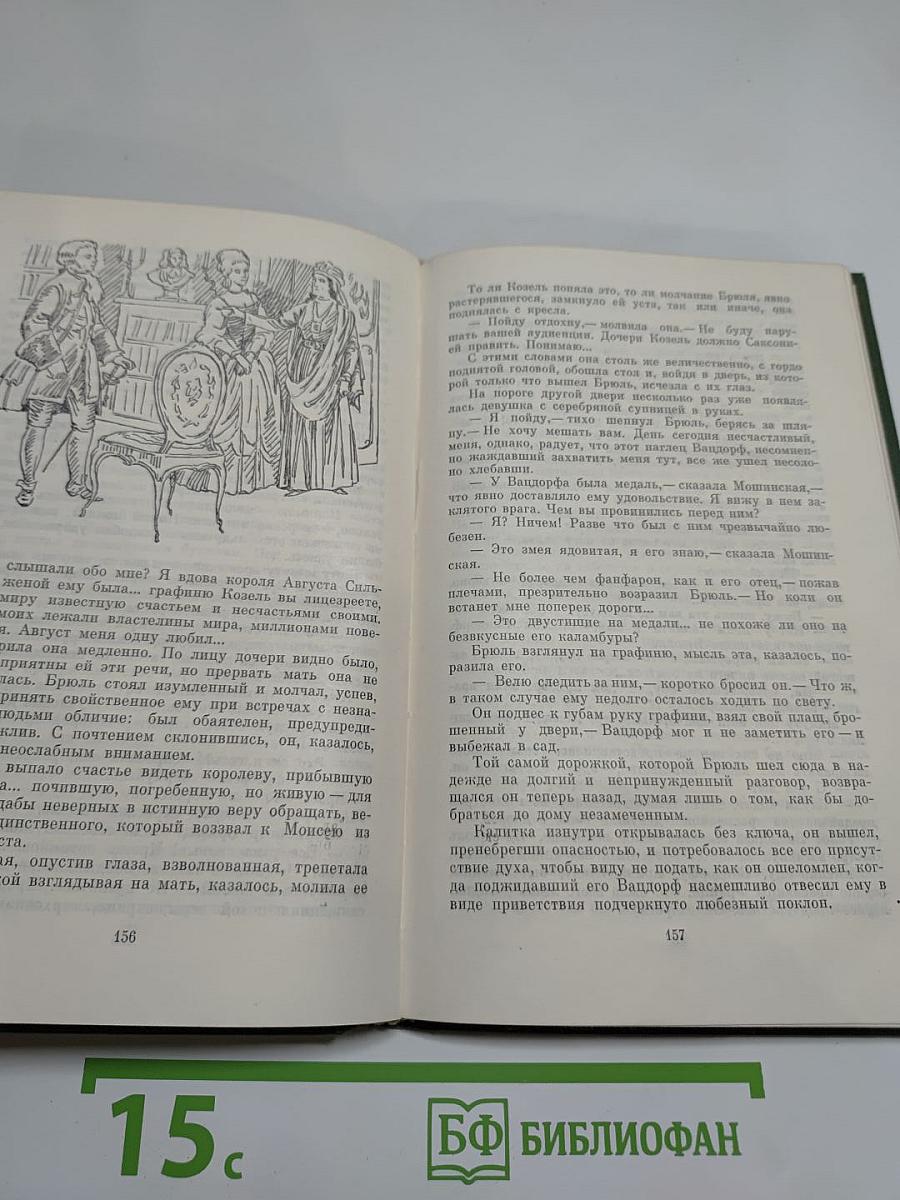 слышали обо мне? Я вдова короля Августа Силь-
женой ему была... графиню Козель вы лицезреете,
миру известную счастьем и несчастьями своими.
моих лежали властелины мира, миллионами пове-
я. Август меня одну любил...
рила она медленно. По лицу дочери видно было,
приятны ей эти речи, но прервать мать она не
лась. Брюль стоял изумленный и молчал, успев,
ринять свойственное ему при встречах с незна-
людьми обличие: был обаятелен, предупреди-
жлив. С почтением склонившись, он, казалось,
неослабным вниманием.
выпало счастье видеть королеву, прибывшую
а... почившую, погребенную, но живую — для
дабы неверных в истинную веру обращать, ве-
динственного, который воззвал к Моисею из
ста.
ая, опустив глаза, взволнованная, трепетала
кой взглядывая на мать, казалось, молила ее
156
То ли Козель поняла это, то ли молчание Брюля, явно
растерявшегося, замкнуло ей уста, так или иначе, она
поднялась с кресла.
— Пойду отдохну,— молвила она.— Не буду нару-
шать вашей аудиенции. Дочери Козель должно Саксони-
ей править. Понимаю...
С этими словами она столь же величественно, с гордо
поднятой головой, обошла стол и, войдя в дверь, из кото-
рой только что вышел Брюль, исчезла с их глаз.
На пороге другой двери несколько раз уже появля-
лась девушка с серебряной супницей в руках.
— Я пойду,— тихо шепнул Брюль, берясь за шля-
пу.— Не хочу мешать вам. День сегодня несчастливый,
меня, однако, радует, что этот наглец Вацдорф, несомнен-
но жаждавший захватить меня тут, все же ушел несоло-
но хлебавши.
— У Вацдорфа была медаль,— сказала Мошинская,—
что явно доставляло ему удовольствие. Я вижу в нем за-
клятого врага. Чем вы провинились перед ним?
— Я? Ничем! Разве что был с ним чрезвычайно лю-
безен.
— Это змея ядовитая, я его знаю,— сказала Мошин-
ская.
— Не более чем фанфарон, как и его отец,— пожав
плечами, презрительно возразил Брюль.— Но коли он
встанет мне поперек дороги...
— Это двустишие на медали... не похоже ли оно на
безвкусные его каламбуры?
Брюль взглянул на графиню, мысль эта, казалось, по-
разила его.
— Велю следить за ним,— коротко бросил он.— Что ж,
в таком случае ему недолго осталось ходить по свету.
Он поднес к губам руку графини, взял свой плащ, бро-
шенный у двери,— Вацдорф мог и не заметить его — и
выбежал в сад.
Той самой дорожкой, которой Брюль шел сюда в на-
дежде на долгий и непринужденный разговор, возвра-
щался он теперь назад, думая лишь о том, как бы до-
браться до дому незамеченным.
Калитка изнутри открывалась без ключа, он вышел,
пренебрегши опасностью, и потребовалось все его присут-
ствие духа, чтобы виду не подать, как он ошеломлен, ког-
да поджидавший его Вацдорф насмешливо отвесил ему в
виде приветствия подчеркнуто любезный поклон.
157
15 с
БФ БИБЛИОФАН